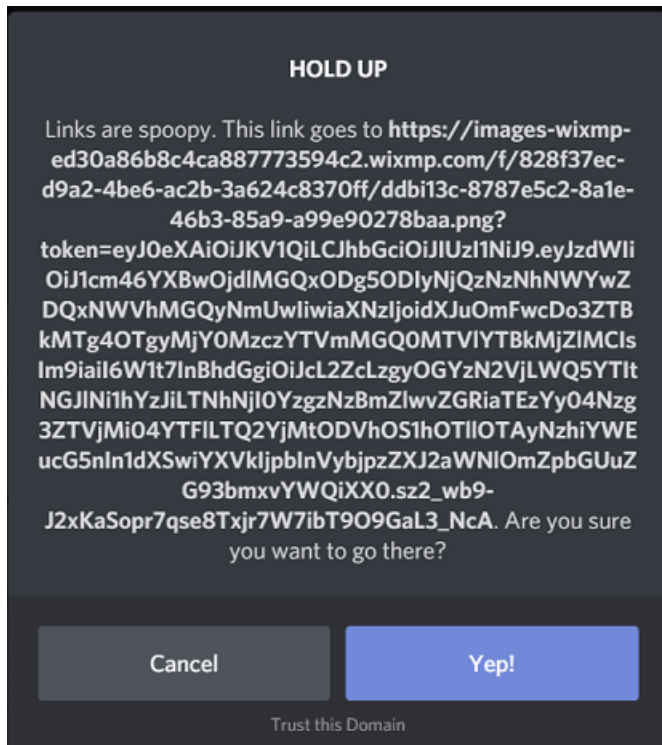 HOLD UP
Links are spoopy. This link goes to https://images-wixmp-
ed30a86b8c4ca887773594c2.wixmp.com/f/828f37ec-
d9a2-4be6-ac2b-3a624c8370ff/ddbi13c-8787e5c2-8a1e-
46b3-85a9-a99e90278baa.png?
token=eyJ0eXAiOiJKV1QiLCJhbGciOiJIUzI1NiJ9.eyJzdWIi
OiJ1cm46YXBwOjdlMGQxODg5ODIyNjQzNzNhNWYwZ
DQxNWVhMGQyNmUwIiwiaXNzIjoidXJuOmFwcDo3ZTB
kMTg4OTgyMjY0MzczYTVmMGQ0MTVlYTBkMjZlMCIs
Im9iaiI6W1t7InBhdGgiOiJcL2ZcLzgyOGYzN2VjLWQ5YTIt
NGJlNi1hYzJiLTNhNjI0YzgzNzBmZlwvZGRiaTEzYy04Nzg
3ZTVjMi04YTFlLTQ2YjMtODVhOS1hOTllOTAyNzhiYWE
ucG5nIn1dXSwiYXVkIjpbInVybjpzZXJ2aWNlOmZpbGUuZ
G93bmxvYWQiXX0.sz2_wb9-
J2xKaSopr7qse8Txjr7W7ibT9O9GaL3_NcA. Are you sure
you want to go there?
Cancel
Yep!
Trust this Domain